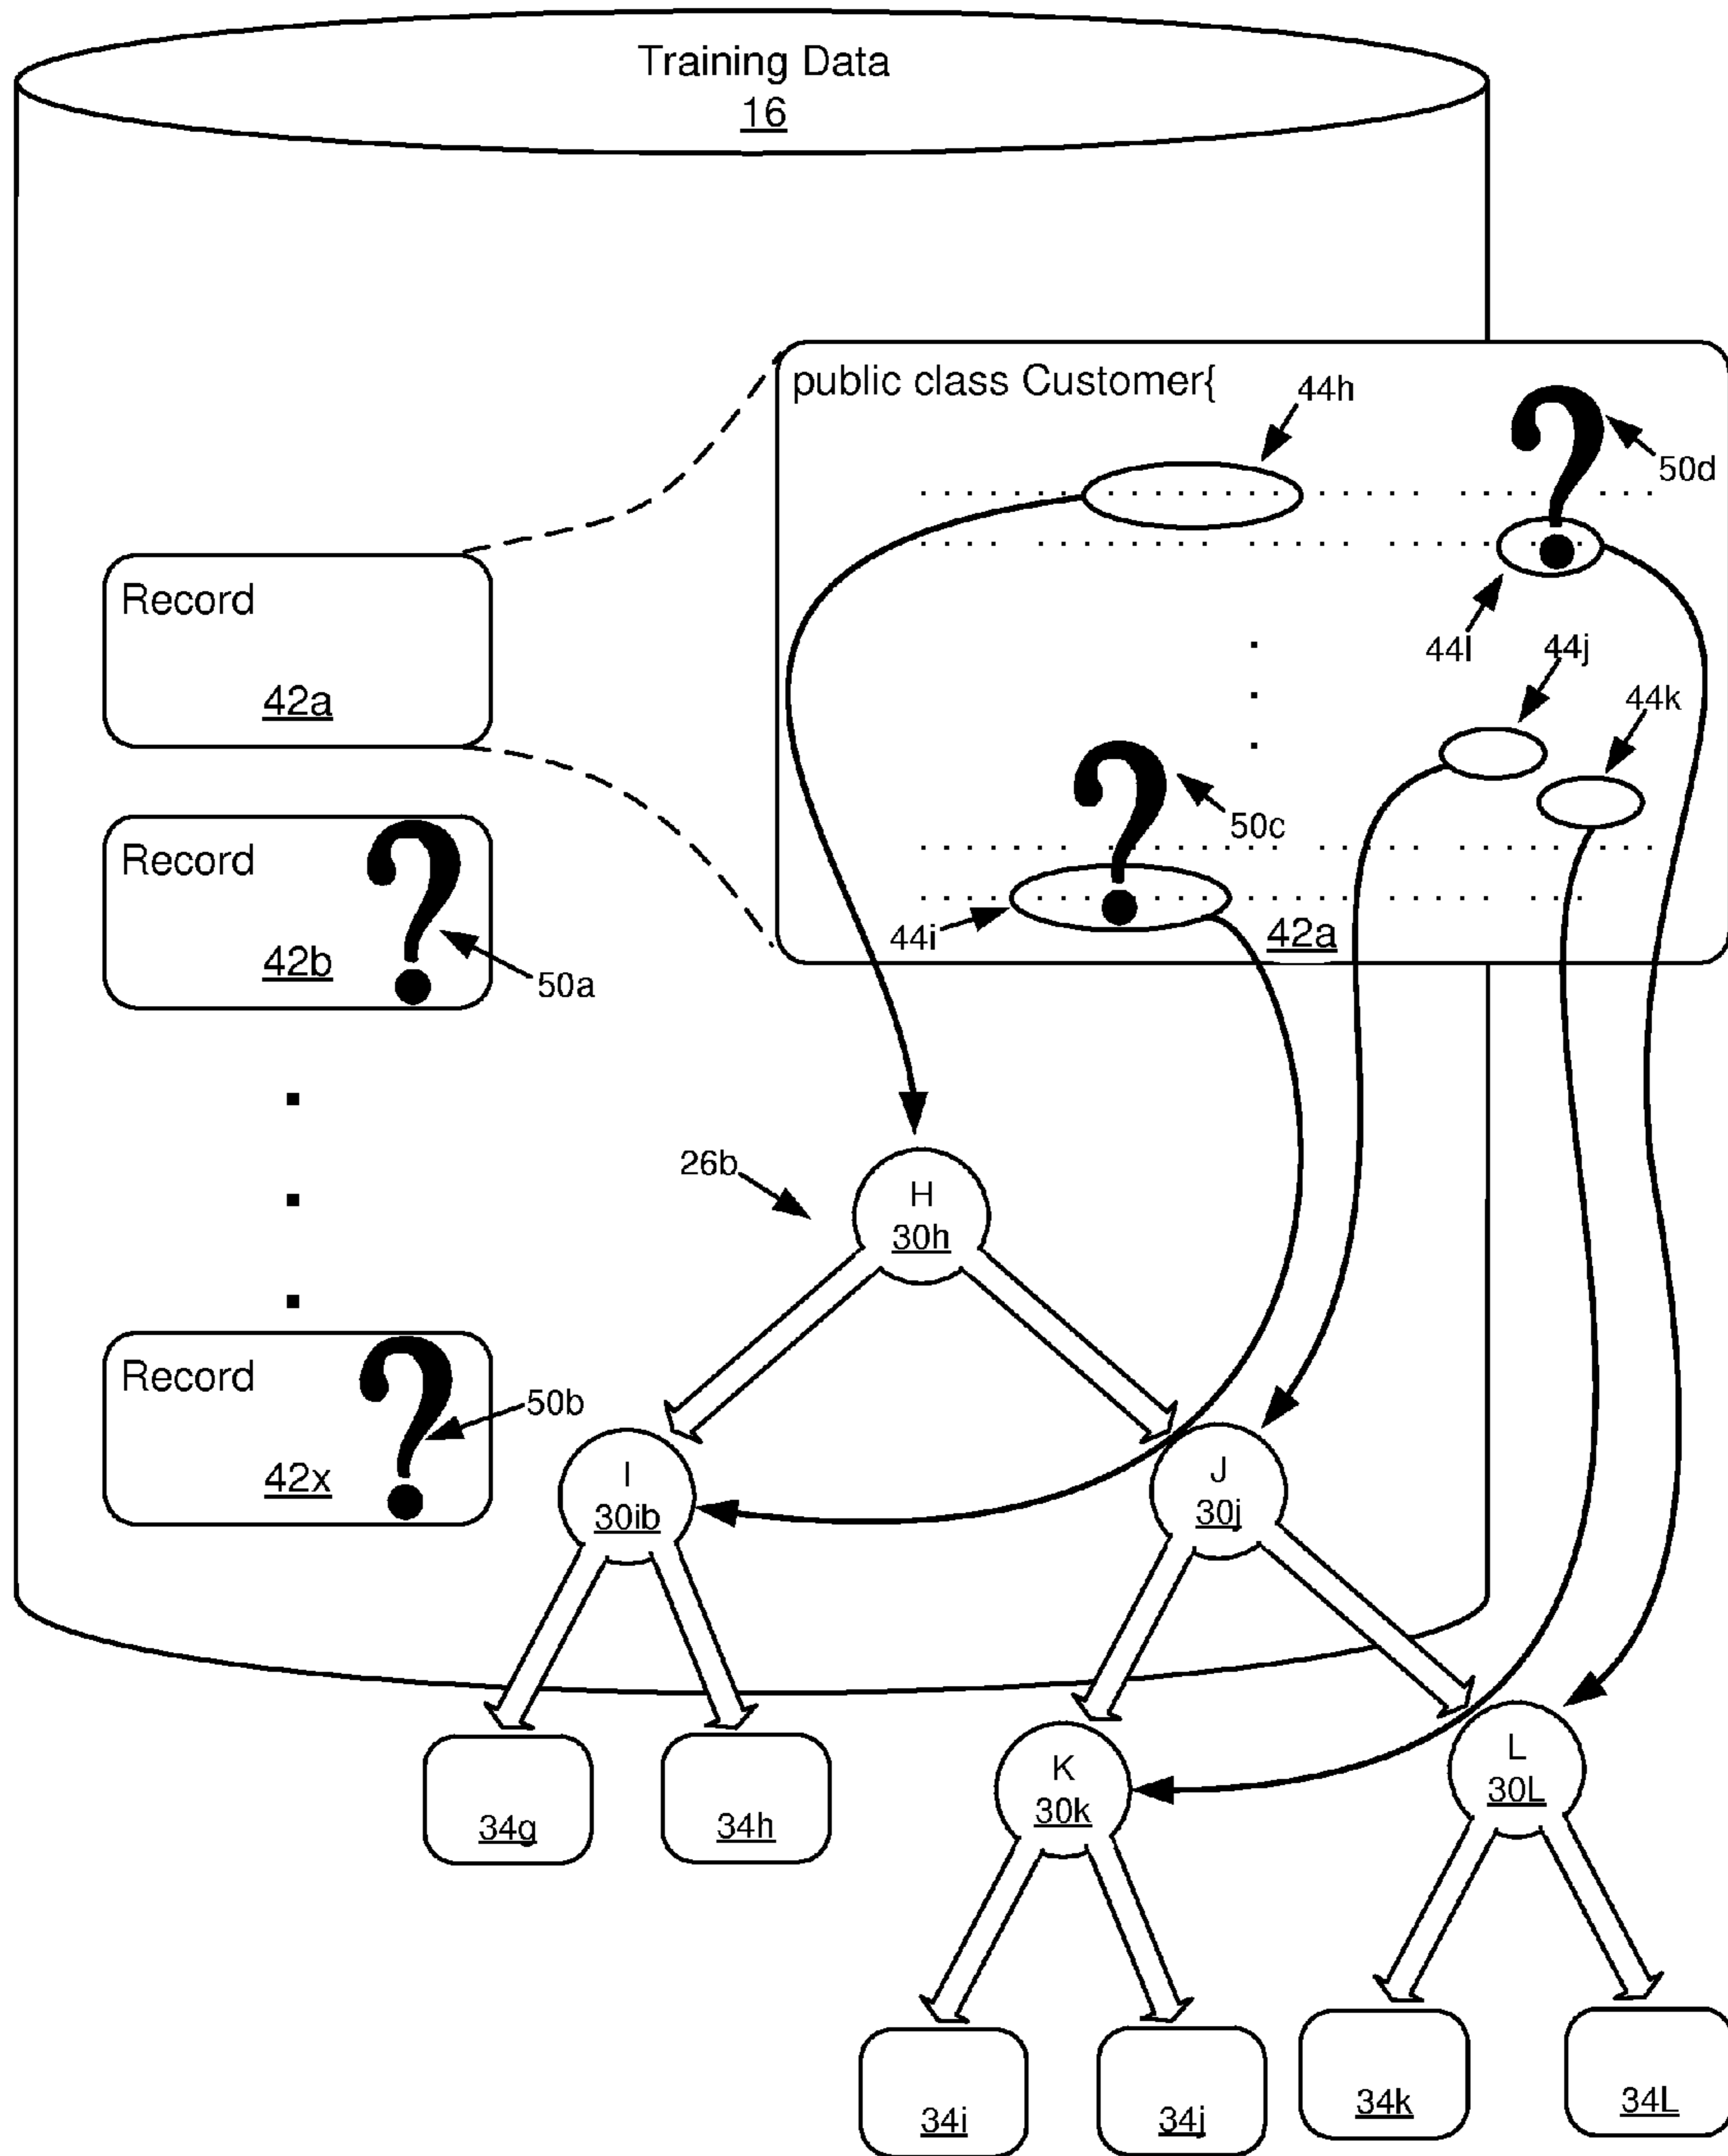 Training Data
16
public class Customer{
44h
50d
Record
42a
44l
44j
44k
50c
Record
42b
50a
44i
42a
26b
H
30h
Record
42x
50b
I
30ib
J
30j
34g
34h
K
30k
L
30L
34i
34j
34k
34L